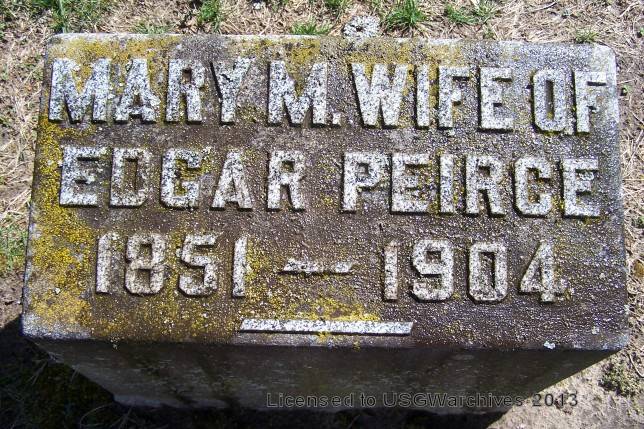 MARY M. WIFE OF
EDGAR R PEIRCE
1851 — 1904.
Licensed to USGWarchives 2013